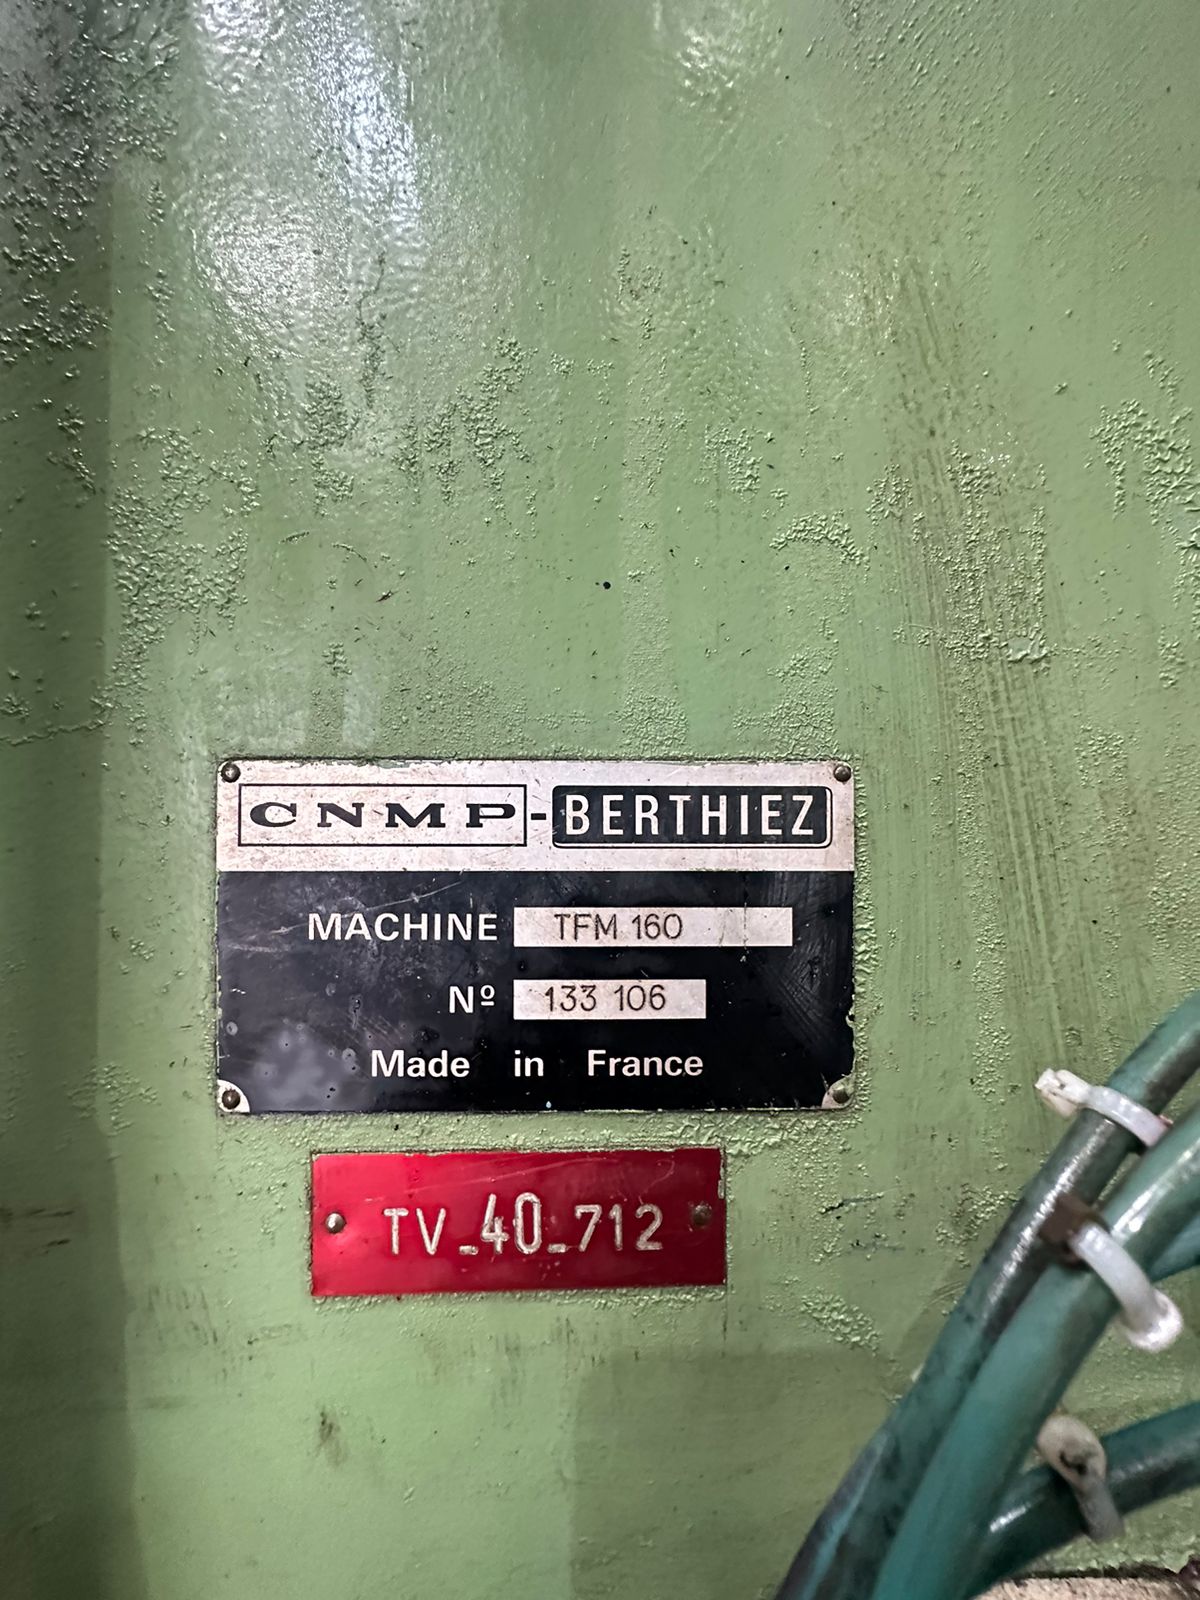 CNMP-BERTHIEZ
MACHINE TFM 160
Nº 133 106
Made in France
TV_40_712